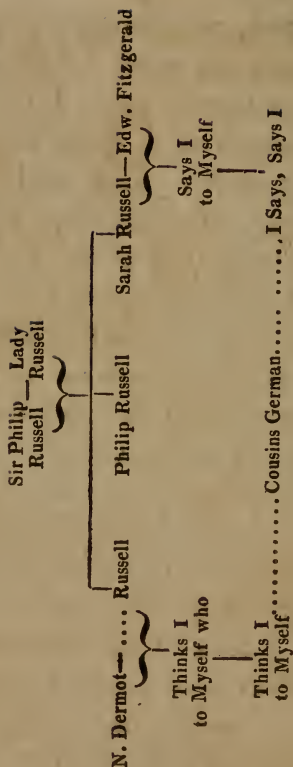 Sir Philip — Lady
Russell Russell
N. Dermot— .... Russell
Philip Russell
Sarah Russell—Edw. Fitzgerald
Thinks I
to Myself who
Says I
to Myself
Thinks I
to Myself............Cousins German..... .....I Says, Says I